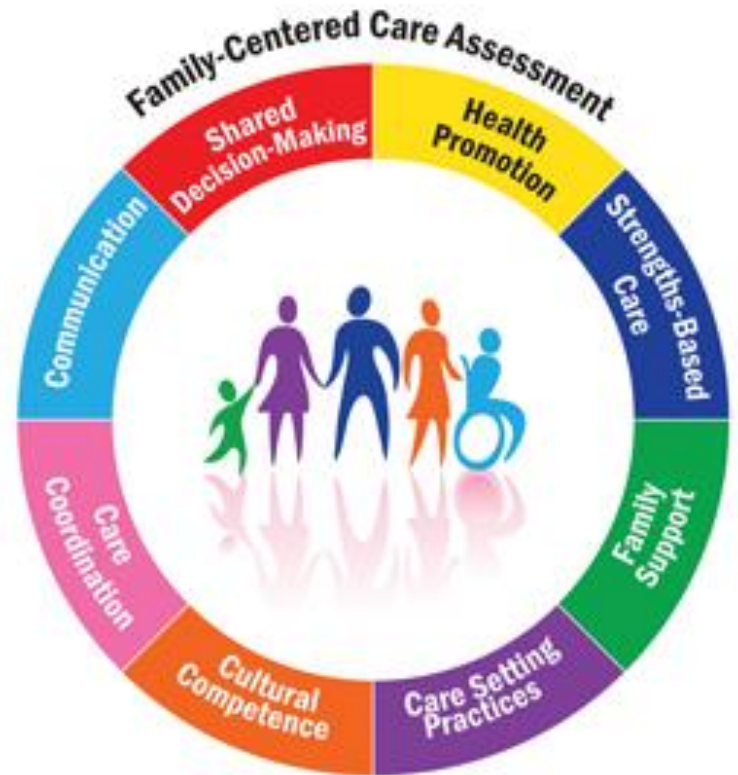 Family-Centered Care Assessment
Shared
Decision-Making
Health
Promotion
Strengths-Based
Care
Family
Support
Care Setting
Practices
Cultural
Competence
Care
Coordination
Communication